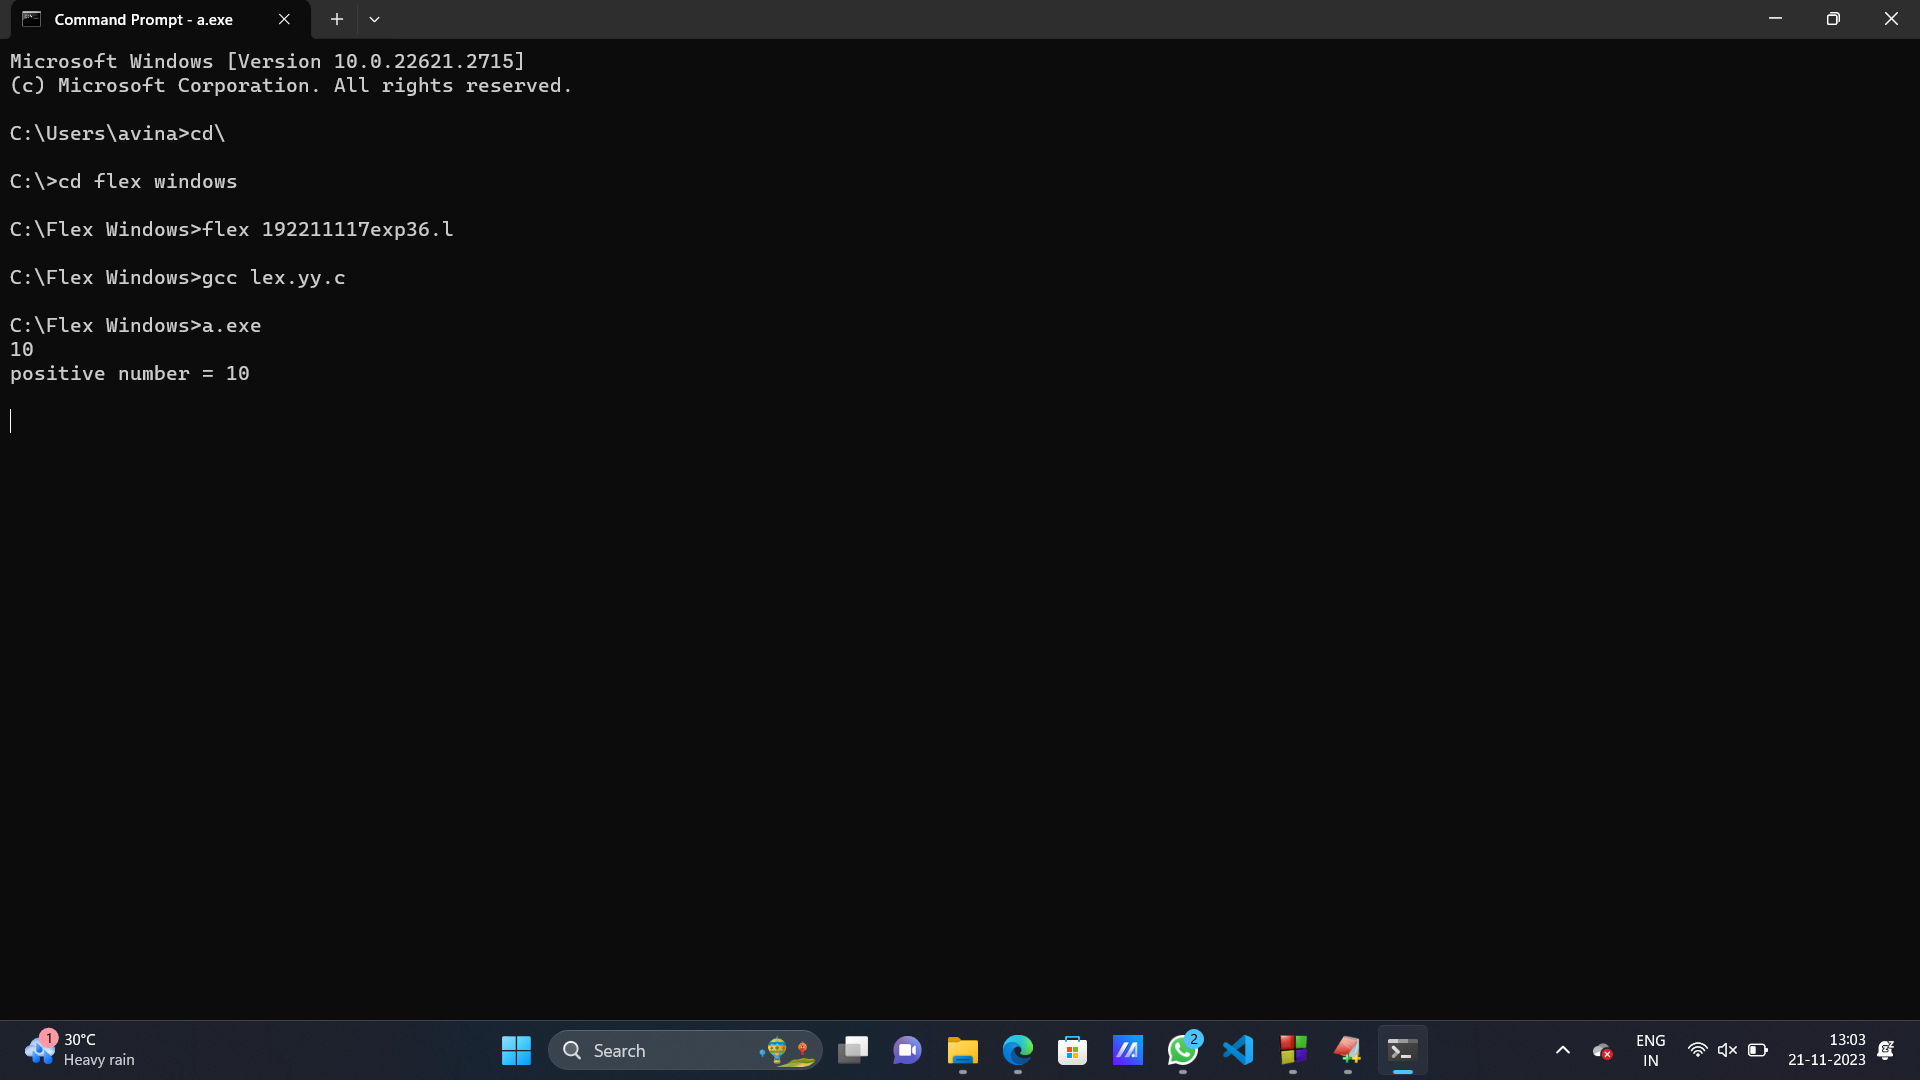 Command Prompt - a.exe
Microsoft Windows [Version 10.0.22621.2715]
(c) Microsoft Corporation. All rights reserved.
C:\Users\avina>cd\
C:\>cd flex windows
C:\Flex Windows>flex 192211117exp36.l
C:\Flex Windows>gcc lex.yy.c
C:\Flex Windows>a.exe
10
positive number = 10
1
30°C
Heavy rain
Search
2
ENG
IN
13:03
21-11-2023